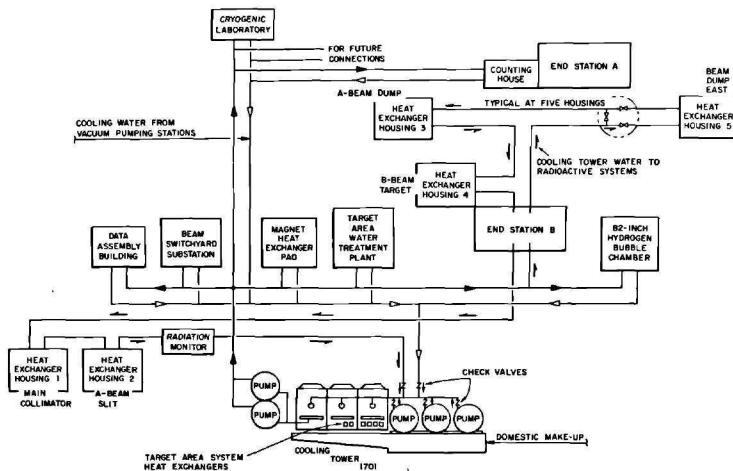 CRYOGENIC
LABORATORY
FOR FUTURE
CONNECTIONS
COUNTING
HOUSE
END STATION A
BEAM
DUMP
EAST
A-BEAM DUMP
HEAT
EXCHANGER
HOUSING 3
TYPICAL AT FIVE HOUSINGS
HEAT
EXCHANGER
HOUSING 5
COOLING WATER FROM
VACUUM PUMPING STATIONS
COOLING TOWER WATER TO
RADIOACTIVE SYSTEMS
B-BEAM
TARGET
HEAT
EXCHANGER
HOUSING 4
END STATION B
DATA
ASSEMBLY
BUILDING
BEAM
SWITCHYARD
SUBSTATION
MAGNET
HEAT
EXCHANGER
PAD
TARGET
AREA
WATER
TREATMENT
PLANT
82-INCH
HYDROGEN
BUBBLE
CHAMBER
HEAT
EXCHANGER
HOUSING 1
MAIN
COLLIMATOR
HEAT
EXCHANGER
HOUSING 2
A-BEAM
SLIT
RADIATION
MONITOR
CHECK VALVES
PUMP
PUMP
PUMP
PUMP
PUMP
TARGET AREA SYSTEM
HEAT EXCHANGERS
COOLING
TOWER
1701
DOMESTIC MAKE-UP